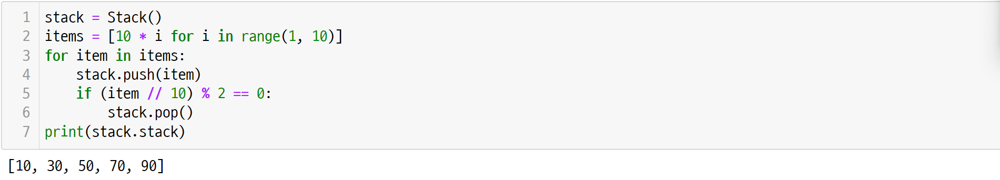 1 stack = Stack()
2 items = [10 * i for i in range(1, 10)]
3 for item in items:
4     stack.push(item)
5     if (item // 10) % 2 == 0:
6         stack.pop()
7 print(stack.stack)
[10, 30, 50, 70, 90]